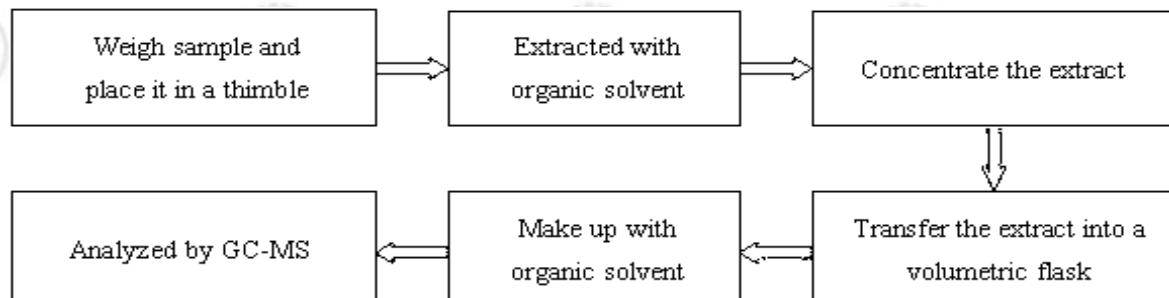 Weigh sample and
place it in a thimble
Extracted with
organic solvent
Concentrate the extract
Transfer the extract into a
volumetric flask
Make up with
organic solvent
Analyzed by GC-MS